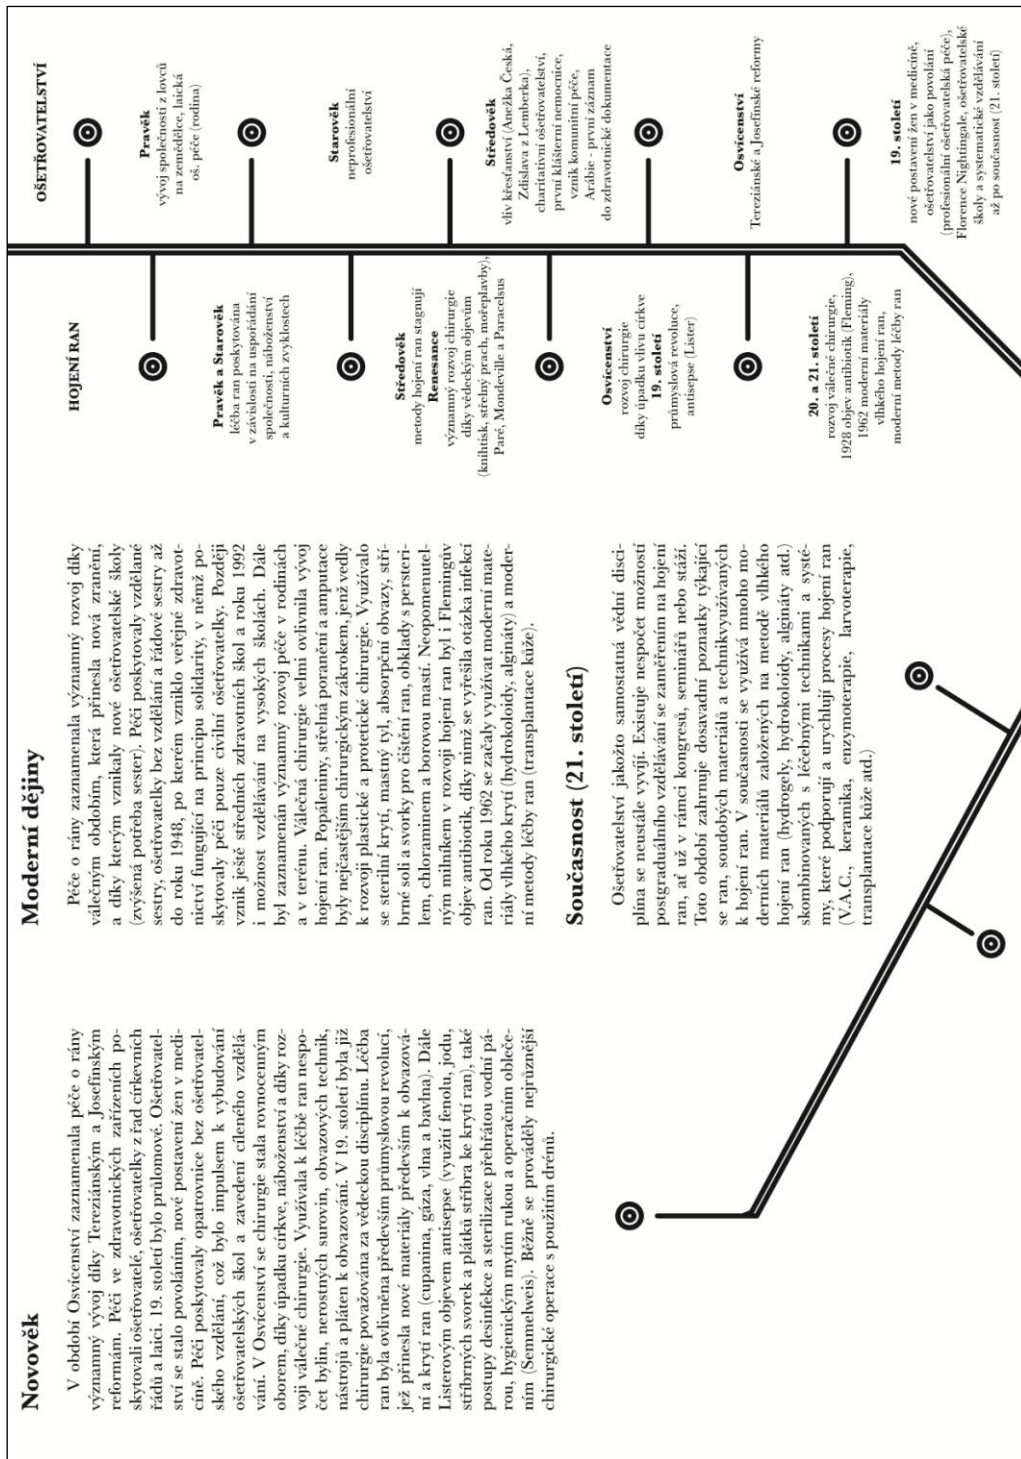 Novověk
V období Osvícenství zaznamenala péče o rány
významný vývoj díky Tereziánským a Josefinským
reformám. Péči ve zdravotnických zařízeních po-
skytovali ošetřovatelé, ošetřovatelky z řad církevních
řádů a laici. 19. století bylo průlomové. Ošetřovatel-
ství se stalo povoláním, nové postavení žen v medi-
cíně. Péči poskytovaly opatrovnice bez ošetřovatel-
ského vzdělání, což bylo impulsem k vybudování
ošetřovatelských škol a zavedení cíleného vzdělá-
vání. V Osvícenství se chirurgie stala rovnocenným
oborem, díky úpadku církve, náboženství a díky roz-
voji válečné chirurgie. Využívala k léčbě ran nespo-
čet bylin, nerostných surovin, obvazových technik,
nástrojů a pláten k obvazování. V 19. století byla již
chirurgie považována za vědeckou disciplínu. Léčba
ran byla ovlivněna především průmyslovou revolucí,
jež přinesla nové materiály především k obvazová-
ní a krytí ran (cupanina, gáza, vlna a bavlna). Dále
Listerovým objevem antisepse (využití fenolu, jodu,
stříbrných svorek a plátků stříbra ke krytí ran), také
postupy desinfekce a sterilizace přehřátou vodní pá-
rou, hygienickým mytím rukou a operačním obleče-
ním (Semmelweis). Běžně se prováděly nejrůznější
chirurgické operace s použitím drénů.
Moderní dějiny
Péče o rány zaznamenala významný rozvoj díky
válečným obdobím, která přinesla nová zranění,
a díky kterým vznikaly nové ošetřovatelské školy
(zvýšená potřeba sester). Péči poskytovaly vzdělané
sestry, ošetřovatelky bez vzdělání a řádové sestry až
do roku 1948, po kterém vzniklo veřejné zdravot-
nictví fungující na principu solidarity, v němž po-
skytovaly péči pouze civilní ošetřovatelky. Později
vznik ještě středních zdravotních škol a roku 1992
i možnost vzdělávání na vysokých školách. Dále
byl zaznamenán významný rozvoj péče v rodinách
a v terénu. Válečná chirurgie velmi ovlivnila vývoj
hojení ran. Popáleniny, střelná poranění a amputace
byly nejčastějším chirurgickým zákrokem, jenž vedly
k rozvoji plastické a protetické chirurgie. Využívalo
se sterilní krytí, mastný tyl, absorpční obvazy, stří-
brné soli a svorky pro čištění ran, obklady s persteri-
lem, chloraminem a borovou mastí. Neopomenutel-
ným milníkem v rozvoji hojení ran byl i Flemingův
objev antibiotik, díky nimž se vyřešila otázka infekcí
ran. Od roku 1962 se začaly využívat moderní mate-
riály vlhkého krytí (hydrokoloidy, algináty) a moder-
ní metody léčby ran (transplantace kůže).
Současnost (21. století)
Ošetřovatelství jakožto samostatná vědní disci-
plína se neustále vyvíjí. Existuje nespočet možností
postgraduálního vzdělávání se zaměřením na hojení
ran, ať už v rámci kongresů, seminářů nebo stáží.
Toto období zahrnuje dosavadní poznatky týkající
se ran, soudobých materiálů a technikvyužívaných
k hojení ran. V současnosti se využívá mnoho mo-
derních materiálů založených na metodě vlhkého
hojení ran (hydrogely, hydrokoloidy, algináty atd.)
skombinovaných s léčebnými technikami a systé-
my, které podporují a urychlují procesy hojení ran
(V.A.C., keramika, enzymoterapie, larvoterapie,
transplantace kůže atd.)
HOJENÍ RAN
Pravěk a Starověk
léčba ran poskytována
v závislosti na uspořádání
společnosti, náboženství
a kulturních zvyklostech
Středověk
metody hojení ran stagnují
Renesance
významný rozvoj chirurgie
díky vědeckým objevům
(knihtisk, střelný prach, mořeplavby),
Paré, Mondeville a Paracelsus
Osvícenství
rozvoj chirurgie
díky úpadku vlivu církve
19. století
průmyslová revoluce,
antisepse (Lister)
20. a 21. století
rozvoj válečné chirurgie,
1928 objev antibiotik (Fleming),
1962 moderní materiály
vlhkého hojení ran,
moderní metody léčby ran
OŠETŘOVATELSTVÍ
Pravěk
vývoj společnosti z lovců
na zemědělce, laická
oš. péče (rodina)
Starověk
neprofesionální
ošetřovatelství
Středověk
vliv křesťanství (Anežka Česká,
Zdislava z Lemberka),
charitativní ošetřovatelství,
první klášterní nemocnice,
vznik komunitní péče,
Arábie - první záznam
do zdravotnické dokumentace
Osvícenství
Tereziánské a Josefínské reformy
19. století
nové postavení žen v medicíně,
ošetřovatelství jako povolání
(profesionální ošetřovatelská péče),
Florence Nightingale, ošetřovatelské
školy a systematické vzdělávání
až po současnost (21. století)